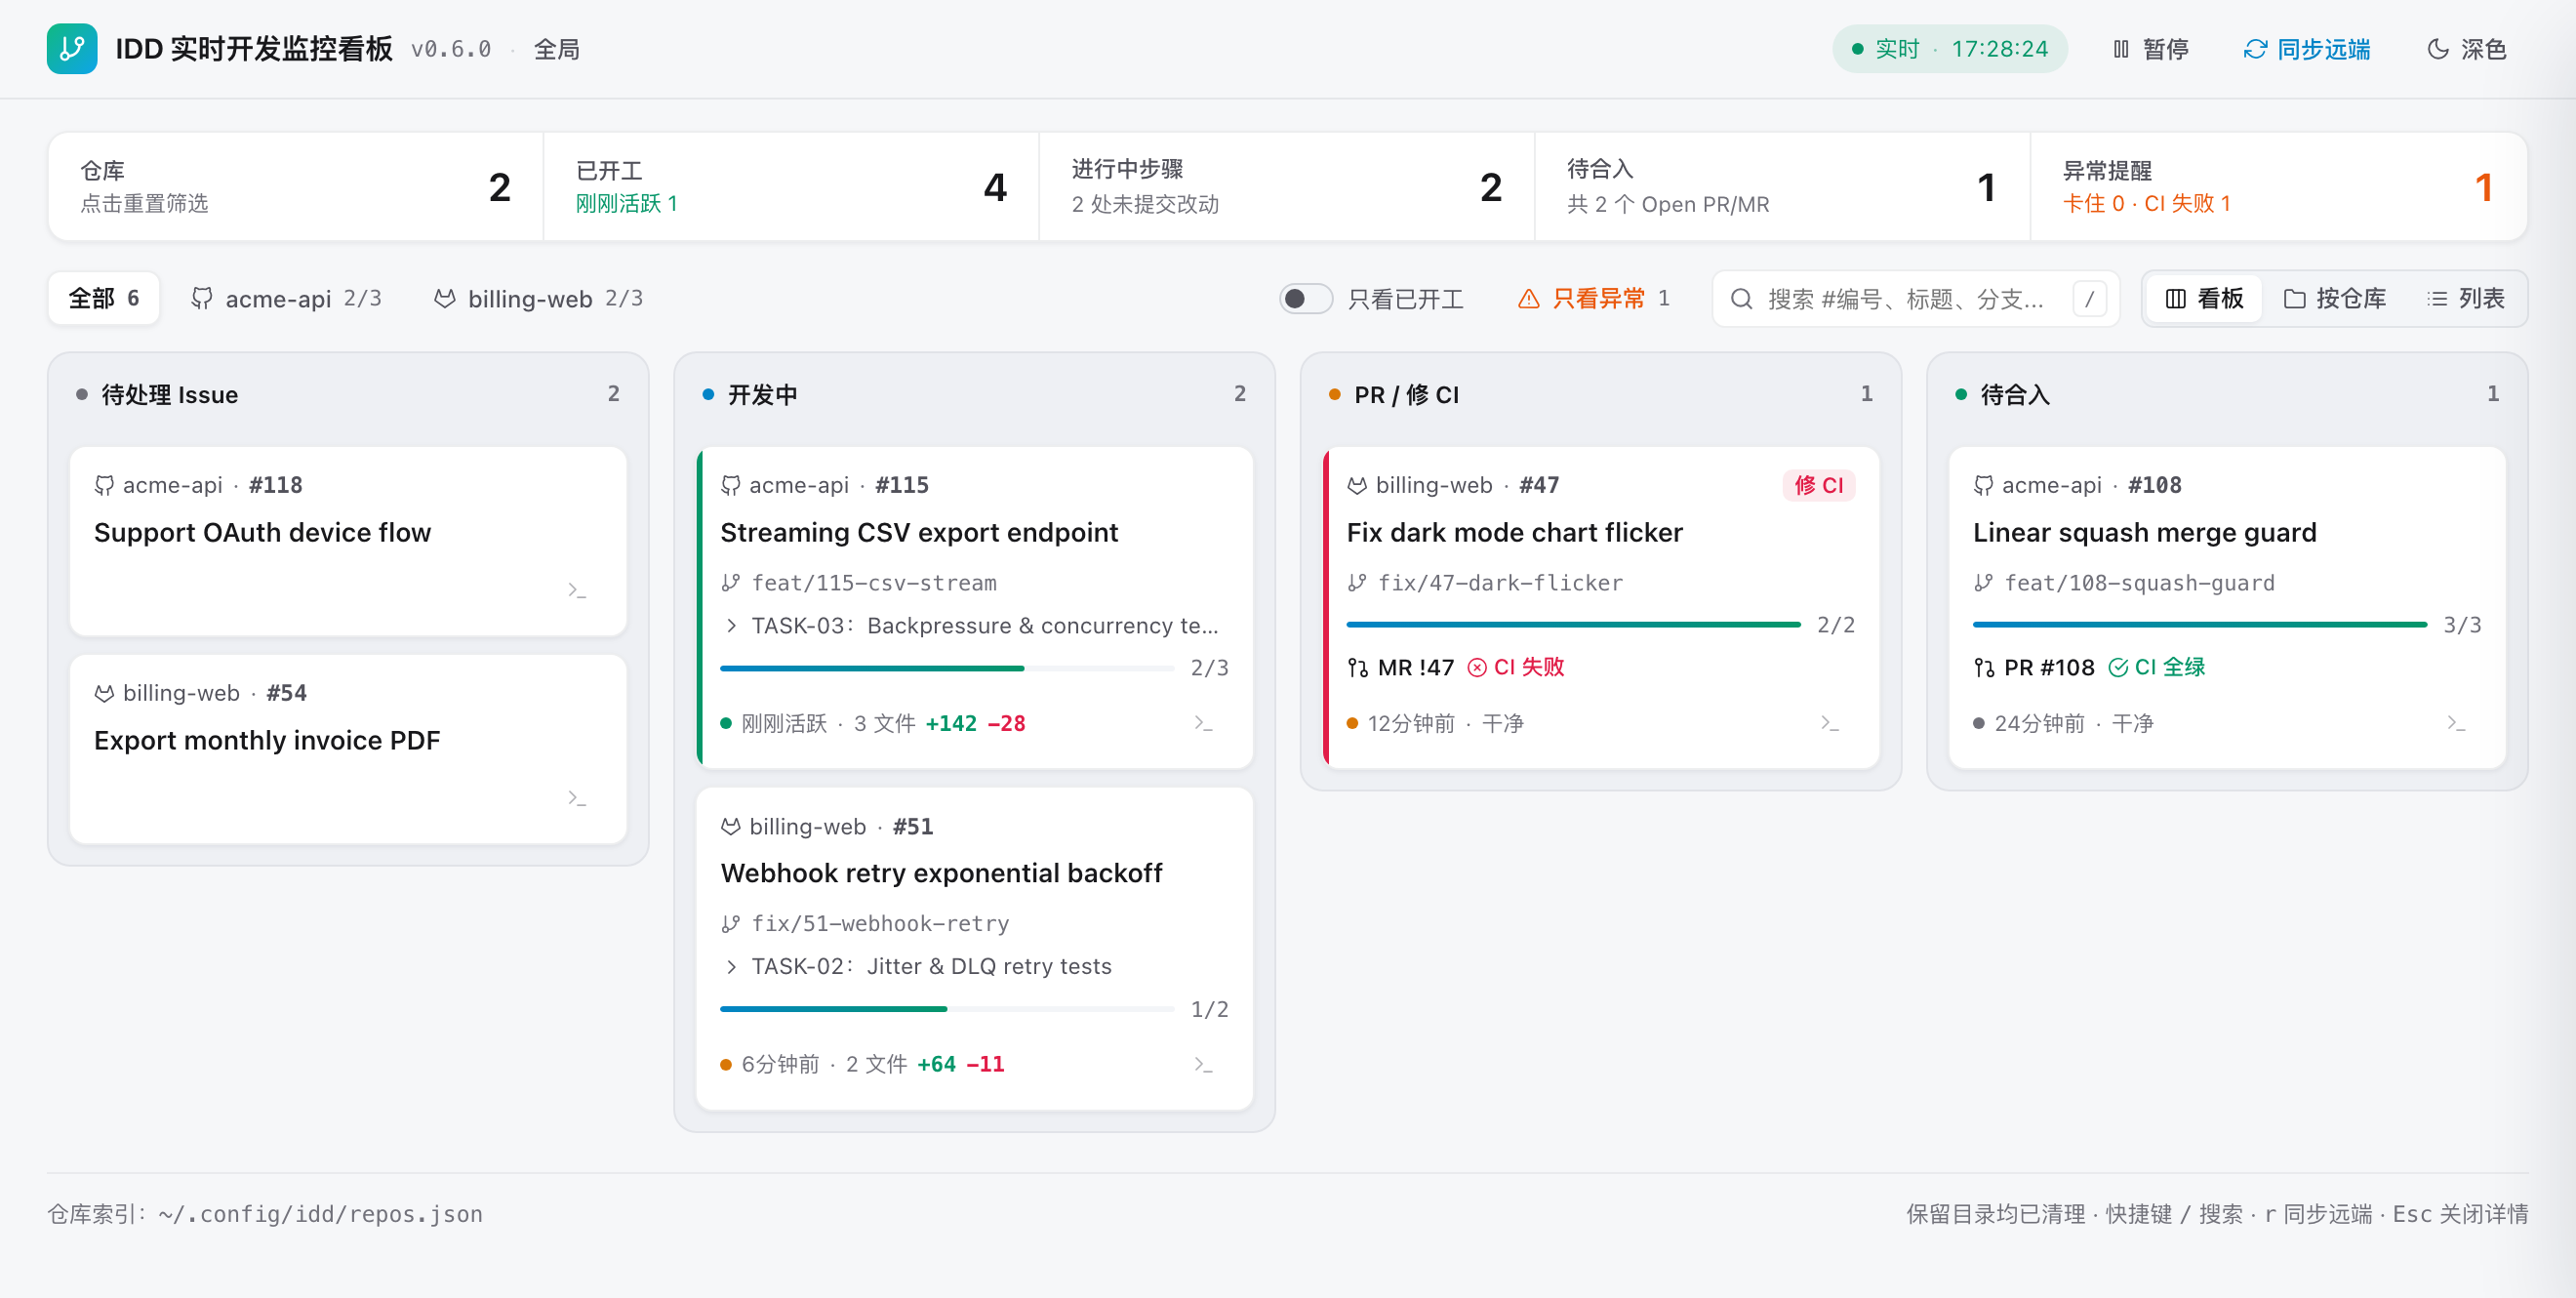 IDD 实时开发监控看板 v0.6.0 · 全局
实时 · 17:28:24
暂停
同步远端
深色
仓库
点击重置筛选
2
已开工
刚刚活跃 1
4
进行中步骤
2 处未提交改动
2
待合入
共 2 个 Open PR/MR
1
异常提醒
卡住 0 · CI 失败 1
1
全部 6
acme-api 2/3
billing-web 2/3
只看已开工
只看异常 1
搜索 #编号、标题、分支... /
看板
按仓库
列表
待处理 Issue 2
acme-api · #118
Support OAuth device flow
billing-web · #54
Export monthly invoice PDF
开发中 2
acme-api · #115
Streaming CSV export endpoint
feat/115-csv-stream
TASK-03: Backpressure & concurrency te...
2/3
刚刚活跃 · 3 文件 +142 −28
billing-web · #51
Webhook retry exponential backoff
fix/51-webhook-retry
TASK-02: Jitter & DLQ retry tests
1/2
6分钟前 · 2 文件 +64 −11
PR / 修 CI 1
billing-web · #47 修 CI
Fix dark mode chart flicker
fix/47-dark-flicker
2/2
MR !47 CI 失败
12分钟前 · 干净
待合入 1
acme-api · #108
Linear squash merge guard
feat/108-squash-guard
3/3
PR #108 CI 全绿
24分钟前 · 干净
仓库索引: ~/.config/idd/repos.json
保留目录均已清理 · 快捷键 / 搜索 · r 同步远端 · Esc 关闭详情